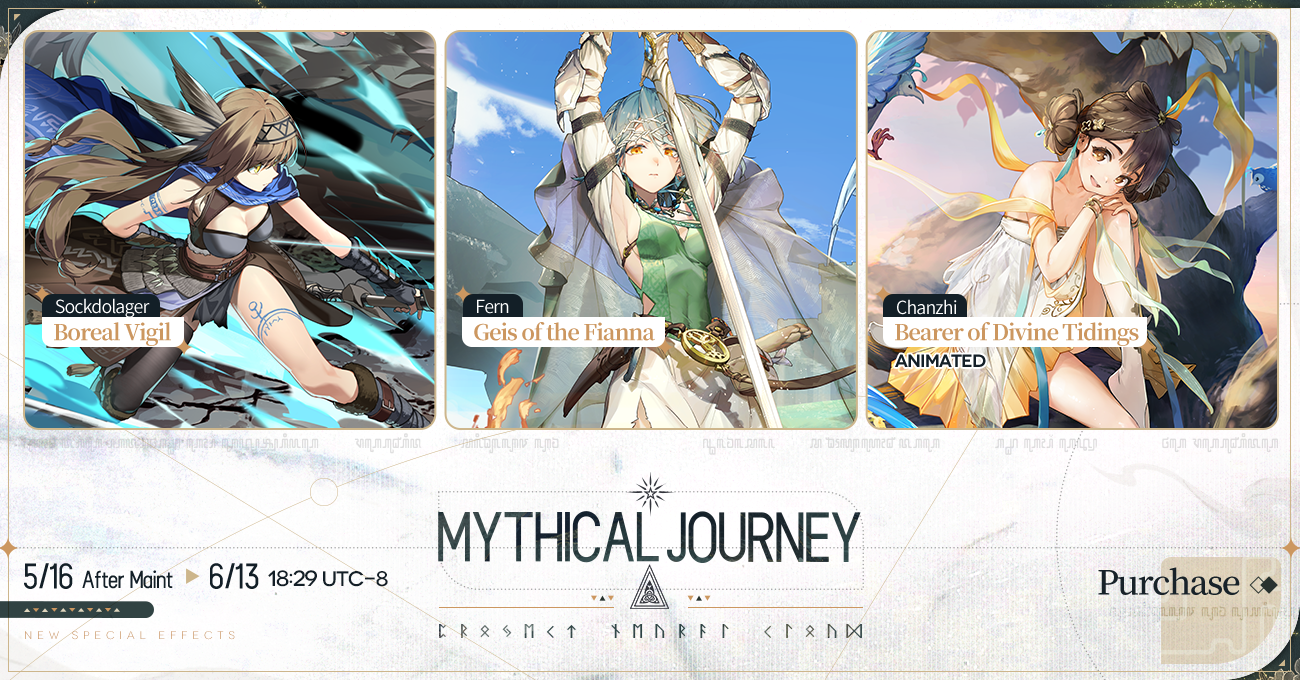 Sockdolager
Boreal Vigil
Fern
Geis of the Fianna
Chanzhi
Bearer of Divine Tidings
ANIMATED
MYTHICAL JOURNEY
5/16 After Maint ▶ 6/13 18:29 UTC-8
NEW SPECIAL EFFECTS
Purchase